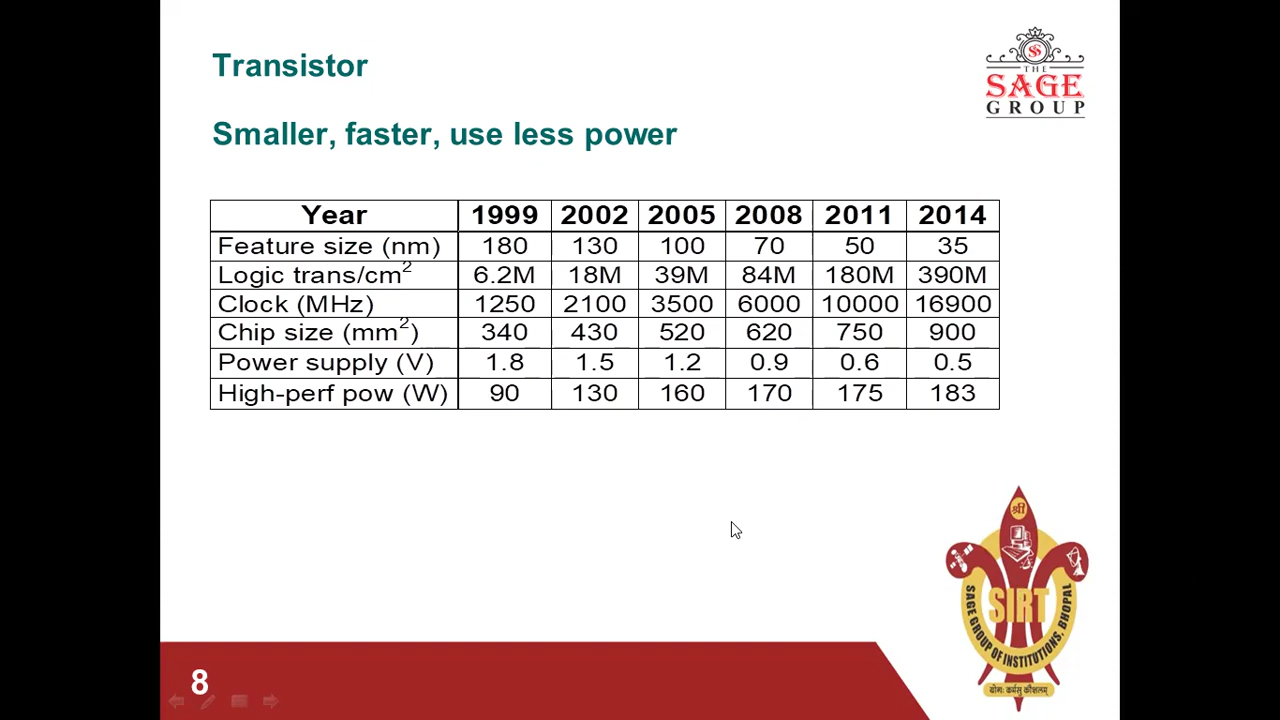 Transistor
THE
SAGE
GROUP
Smaller, faster, use less power
Year 1999 2002 2005 2008 2011 2014
Feature size (nm) 180 130 100 70 50 35
Logic trans/cm² 6.2M 18M 39M 84M 180M 390M
Clock (MHz) 1250 2100 3500 6000 10000 16900
Chip size (mm²) 340 430 520 620 750 900
Power supply (V) 1.8 1.5 1.2 0.9 0.6 0.5
High-perf pow (W) 90 130 160 170 175 183
श्री
SIRT
SAGE GROUP OF INSTITUTIONS, BHOPAL
योगः कर्मसु कौशलम्
8